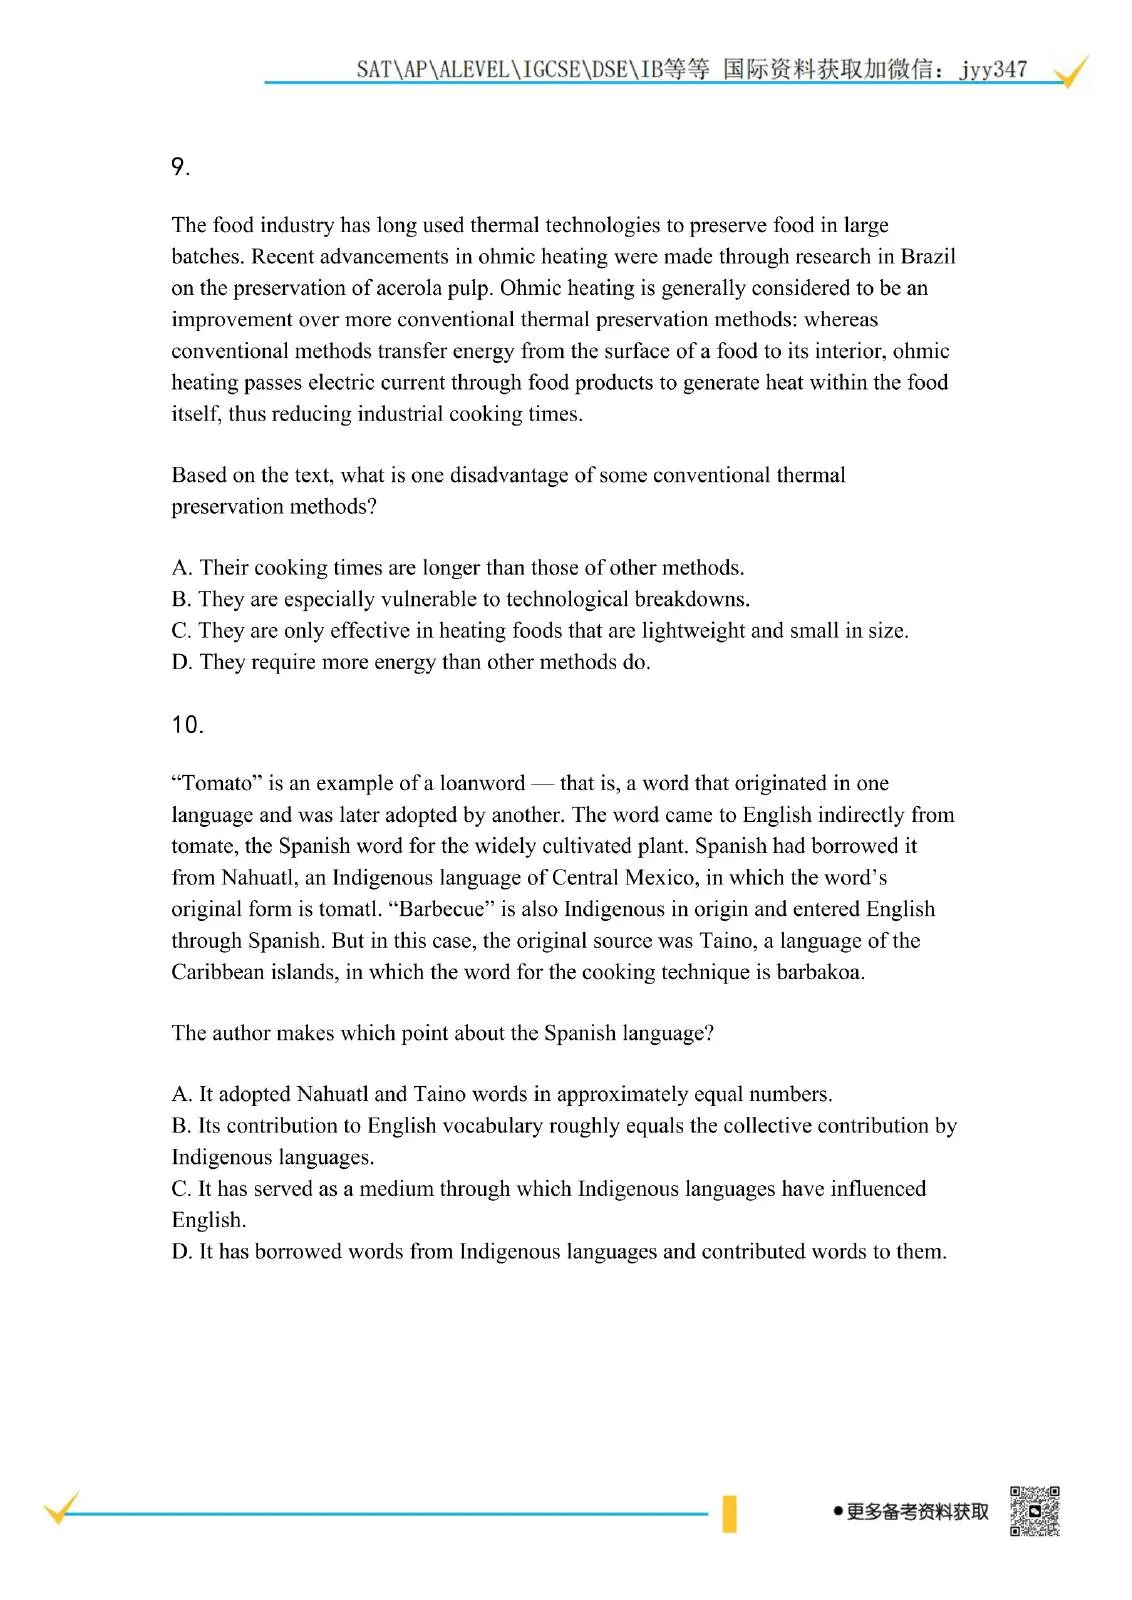 SAT\AP\ALEVEL\IGCSE\DSE\IB等等 国际资料获取加微信：jyy347
9.
The food industry has long used thermal technologies to preserve food in large
batches. Recent advancements in ohmic heating were made through research in Brazil
on the preservation of acerola pulp. Ohmic heating is generally considered to be an
improvement over more conventional thermal preservation methods: whereas
conventional methods transfer energy from the surface of a food to its interior, ohmic
heating passes electric current through food products to generate heat within the food
itself, thus reducing industrial cooking times.
Based on the text, what is one disadvantage of some conventional thermal
preservation methods?
A. Their cooking times are longer than those of other methods.
B. They are especially vulnerable to technological breakdowns.
C. They are only effective in heating foods that are lightweight and small in size.
D. They require more energy than other methods do.
10.
“Tomato” is an example of a loanword — that is, a word that originated in one
language and was later adopted by another. The word came to English indirectly from
tomate, the Spanish word for the widely cultivated plant. Spanish had borrowed it
from Nahuatl, an Indigenous language of Central Mexico, in which the word’s
original form is tomatl. “Barbecue” is also Indigenous in origin and entered English
through Spanish. But in this case, the original source was Taino, a language of the
Caribbean islands, in which the word for the cooking technique is barbakoa.
The author makes which point about the Spanish language?
A. It adopted Nahuatl and Taino words in approximately equal numbers.
B. Its contribution to English vocabulary roughly equals the collective contribution by
Indigenous languages.
C. It has served as a medium through which Indigenous languages have influenced
English.
D. It has borrowed words from Indigenous languages and contributed words to them.
●更多备考资料获取